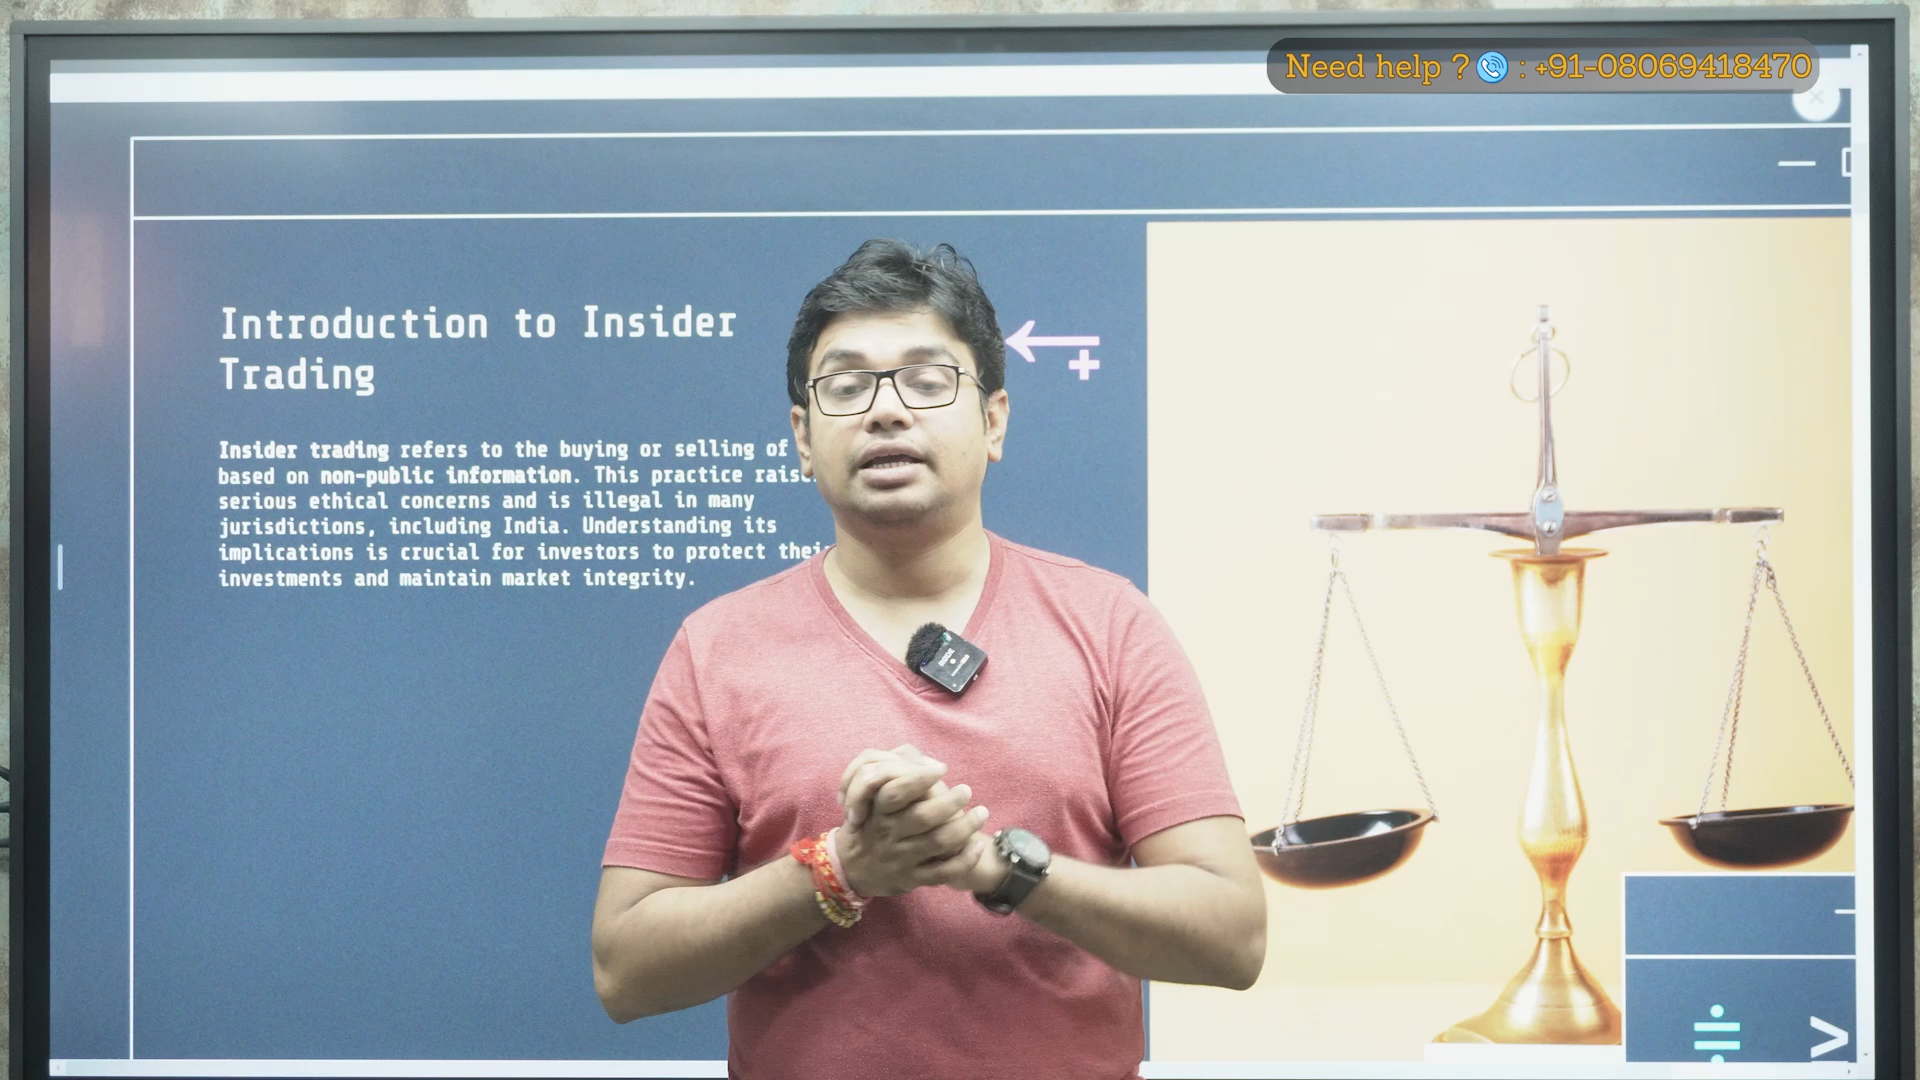 Need help ? : +91-08069418470
Introduction to Insider
Trading
Insider trading refers to the buying or selling of
based on non-public information. This practice
serious ethical concerns and is illegal in many
jurisdictions, including India. Understanding its
implications is crucial for investors to protect
investments and maintain market integrity.